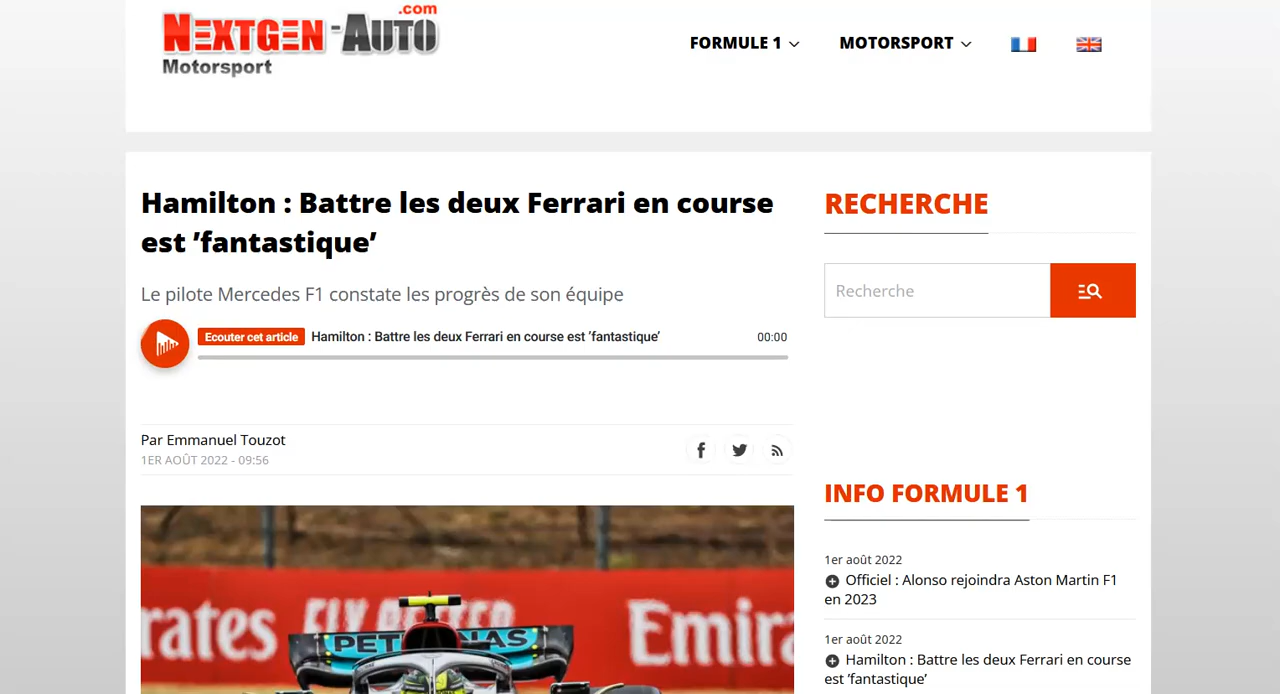 NEXTGEN-AUTO.com
Motorsport
FORMULE 1
MOTORSPORT
Hamilton : Battre les deux Ferrari en course
est ’fantastique’
Le pilote Mercedes F1 constate les progrès de son équipe
Ecouter cet article
Hamilton : Battre les deux Ferrari en course est ’fantastique’
00:00
Par Emmanuel Touzot
1ER AOÛT 2022 - 09:56
rates
FLY BETTER
Emira
PETRONAS
RECHERCHE
Recherche
INFO FORMULE 1
1er août 2022
Officiel : Alonso rejoindra Aston Martin F1
en 2023
1er août 2022
Hamilton : Battre les deux Ferrari en course
est ’fantastique’